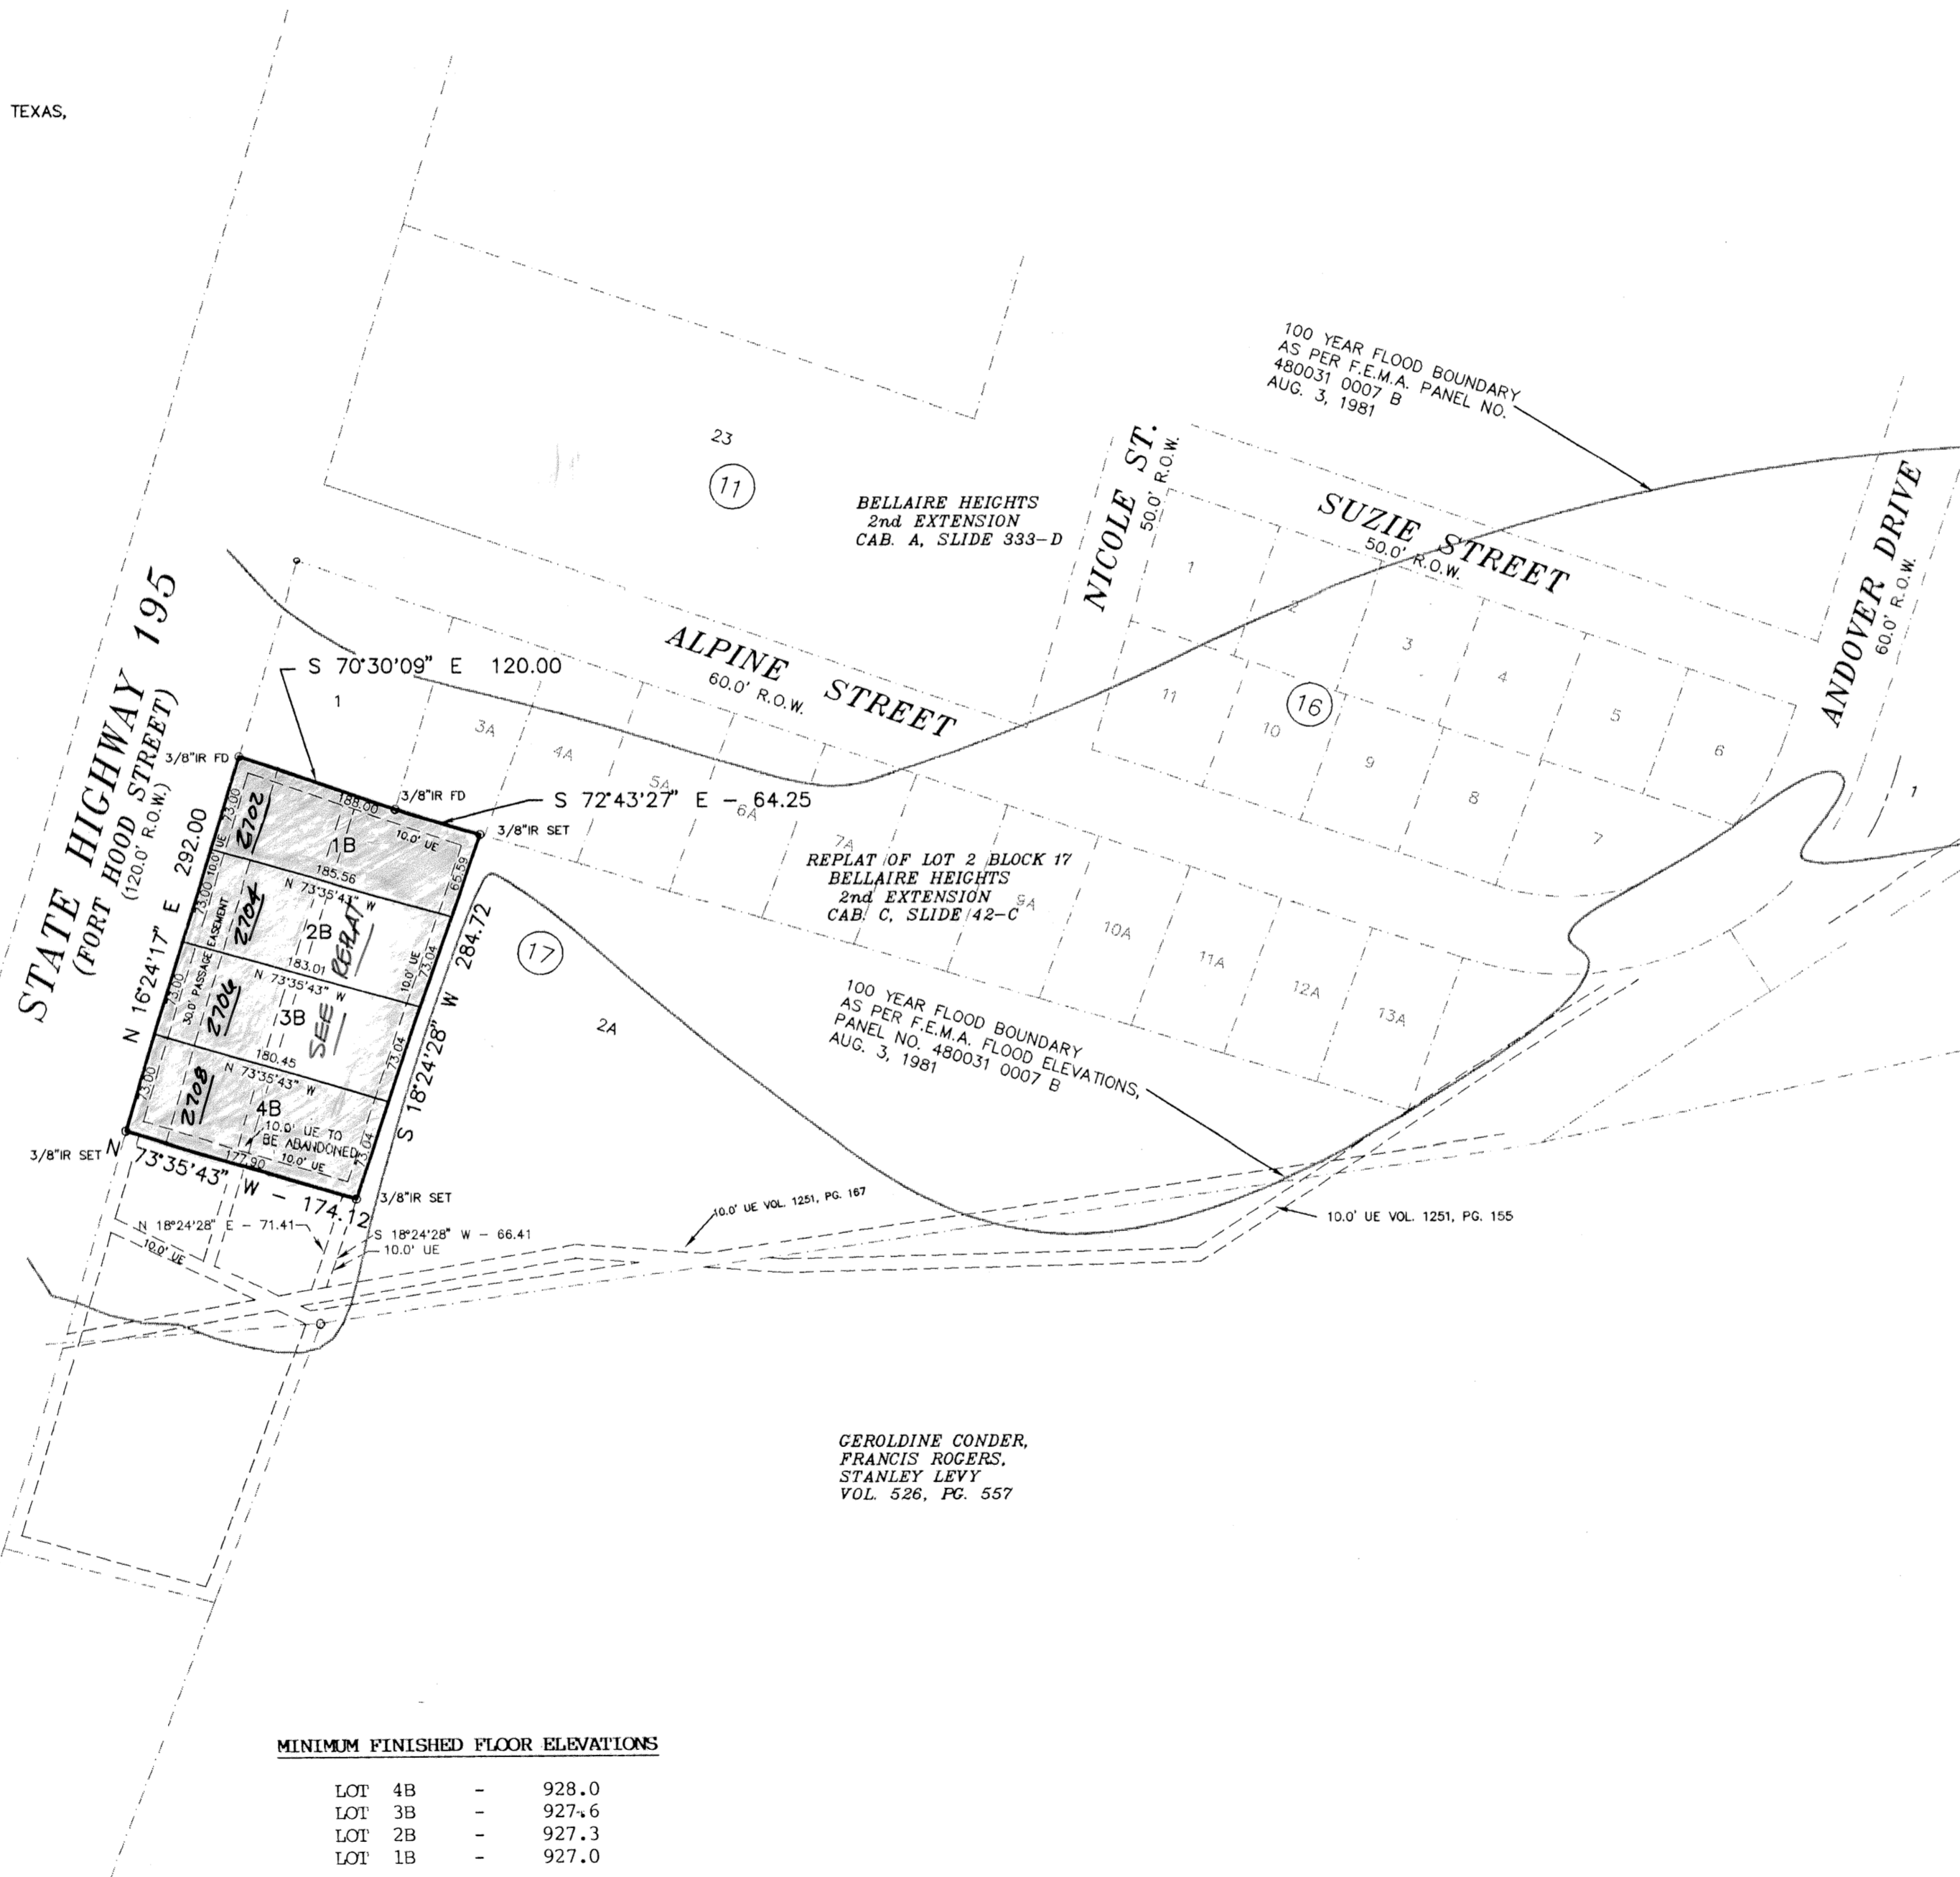 TEXAS,
100 YEAR FLOOD BOUNDARY
AS PER F.E.M.A. PANEL NO.
480031 0007 B
AUG. 3, 1981
23
11
BELLAIRE HEIGHTS
2nd EXTENSION
CAB. A, SLIDE 333-D
NICOLE ST.
50.0' R.O.W.
SUZIE STREET
50.0' R.O.W.
ANDOVER DRIVE
60.0' R.O.W.
STATE HIGHWAY 195
(FORT HOOD STREET)
(120.0' R.O.W.)
ALPINE STREET
60.0' R.O.W.
1
2
3
4
5
6
16
11
10
9
8
7
1
S 70°30'09" E 120.00
1
3A
4A
5A
6A
7A
9A
10A
11A
12A
13A
3/8"IR FD
3/8"IR FD
S 72°43'27" E - 64.25
3/8"IR SET
REPLAT OF LOT 2 BLOCK 17
BELLAIRE HEIGHTS
2nd EXTENSION
CAB. C, SLIDE 42-C
N 16°24'17" E 292.00
73.00
2702
188.00
10.0' UE
1B
65.59
185.56
N 73°35'43" W
10.0' UE
73.00
2704
2B
REPLAT
183.01
N 73°35'43" W
73.04
10.0' UE
30.0' PASSAGE EASEMENT
73.00
2706
3B
SEE
180.45
N 73°35'43" W
73.04
73.00
2708
4B
10.0' UE TO
BE ABANDONED
177.90
10.0' UE
73.04
S 18°24'28" W 284.72
17
2A
100 YEAR FLOOD BOUNDARY
AS PER F.E.M.A. FLOOD ELEVATIONS,
PANEL NO. 480031 0007 B
AUG. 3, 1981
3/8"IR SET
N 73°35'43" W - 174.12
3/8"IR SET
N 18°24'28" E - 71.41
S 18°24'28" W - 66.41
10.0' UE
10.0' UE
10.0' UE VOL. 1251, PG. 167
10.0' UE VOL. 1251, PG. 155
GEROLDINE CONDER,
FRANCIS ROGERS,
STANLEY LEVY
VOL. 526, PG. 557
MINIMUM FINISHED FLOOR ELEVATIONS
LOT 4B - 928.0
LOT 3B - 927.6
LOT 2B - 927.3
LOT 1B - 927.0